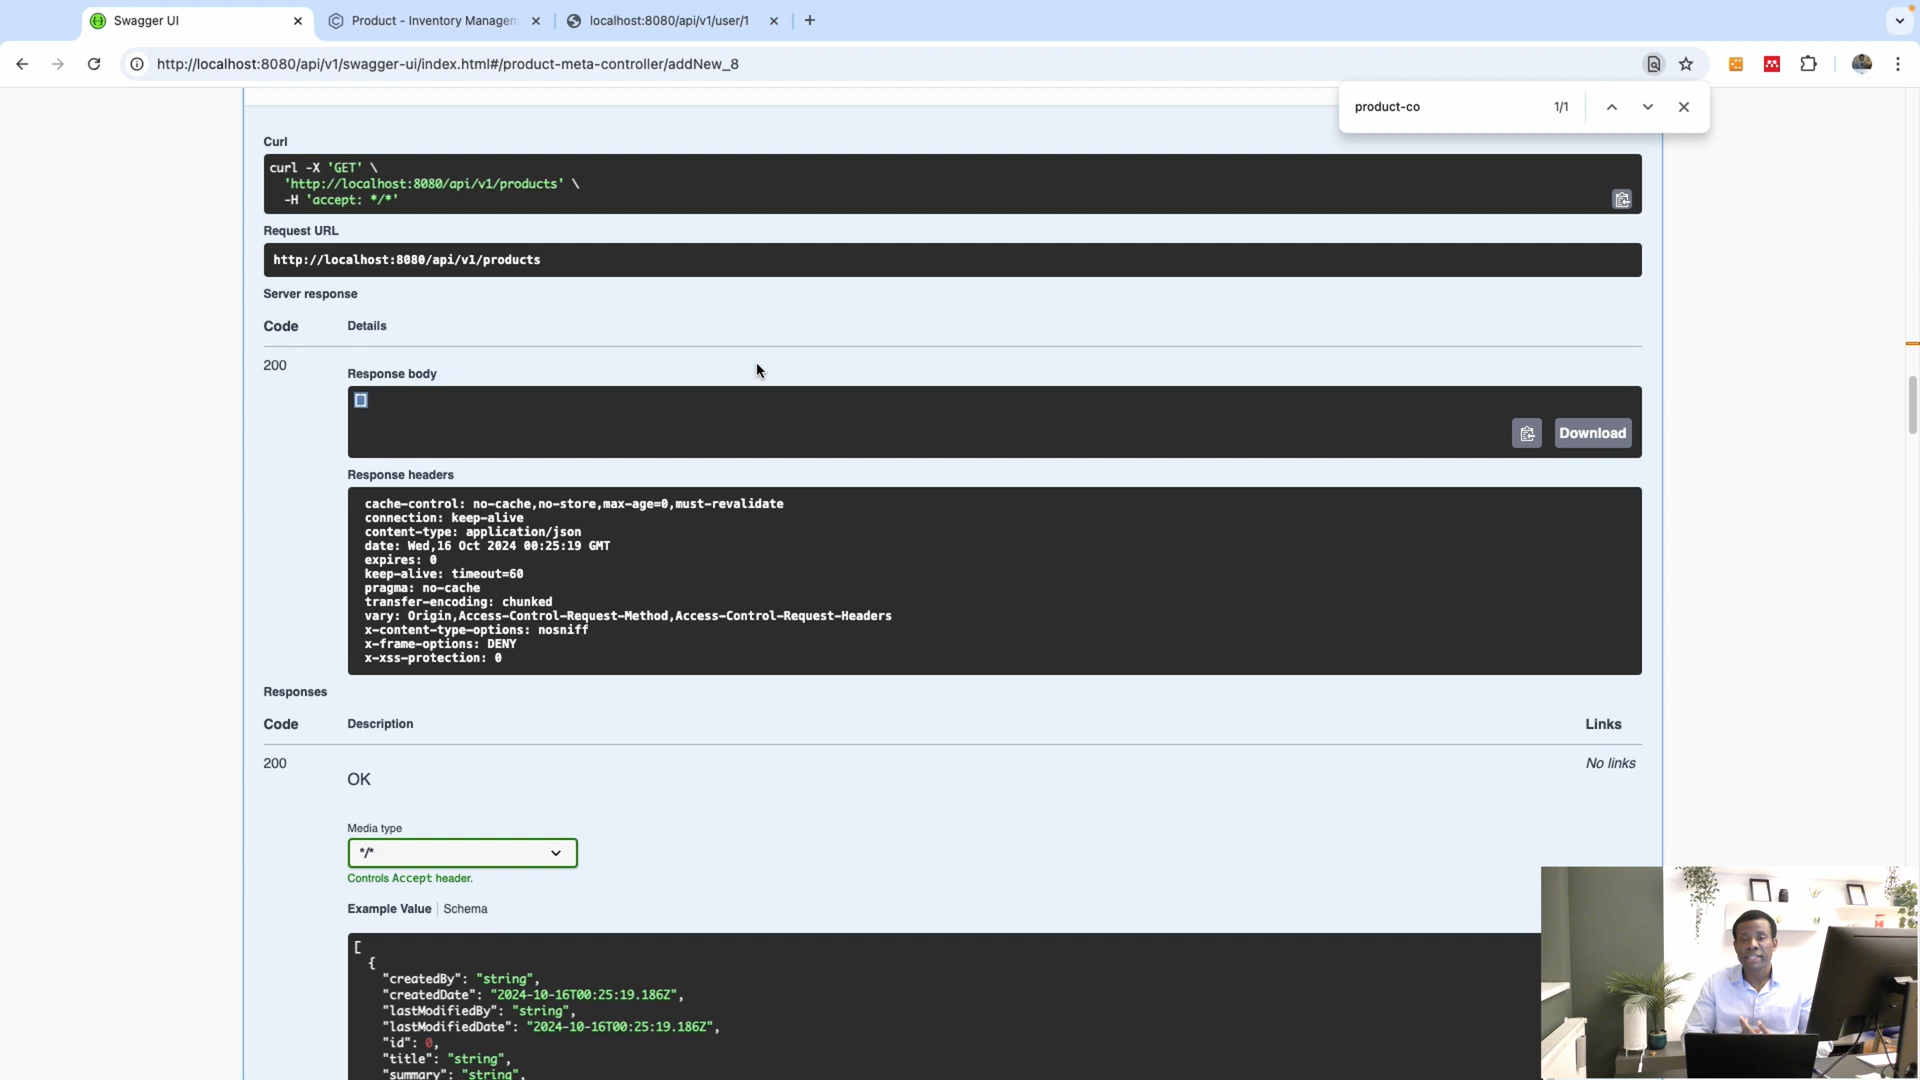 Swagger UI
Product - Inventory Managem
localhost:8080/api/v1/user/1
http://localhost:8080/api/v1/swagger-ui/index.html#/product-meta-controller/addNew_8
product-co
1/1
Curl
curl -X 'GET' \
'http://localhost:8080/api/v1/products' \
-H 'accept: */*'
Request URL
http://localhost:8080/api/v1/products
Server response
Code Details
200
Response body
[]
Download
Response headers
cache-control: no-cache,no-store,max-age=0,must-revalidate
connection: keep-alive
content-type: application/json
date: Wed,16 Oct 2024 00:25:19 GMT
expires: 0
keep-alive: timeout=60
pragma: no-cache
transfer-encoding: chunked
vary: Origin,Access-Control-Request-Method,Access-Control-Request-Headers
x-content-type-options: nosniff
x-frame-options: DENY
x-xss-protection: 0
Responses
Code Description Links
200 No links
OK
Media type
*/*
Controls Accept header.
Example Value Schema
[
{
"createdBy": "string",
"createdDate": "2024-10-16T00:25:19.186Z",
"lastModifiedBy": "string",
"lastModifiedDate": "2024-10-16T00:25:19.186Z",
"id": 0,
"title": "string",
"summary": "string",